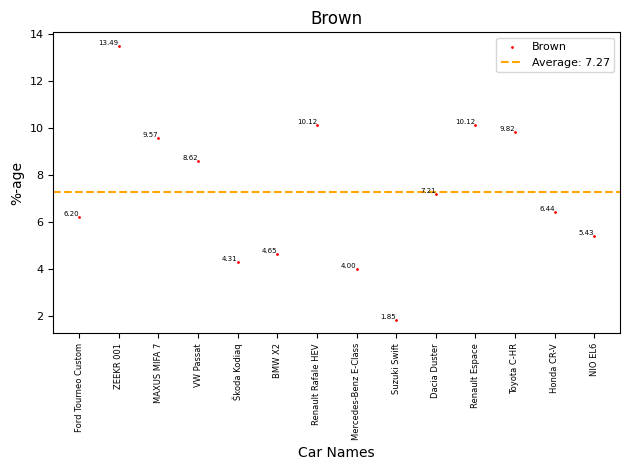 Brown
14
12
10
8
6
4
2
%-age
13.49
10.12
10.12
9.82
9.57
8.62
7.21
6.44
6.20
5.43
4.65
4.31
4.00
1.85
Brown
Average: 7.27
Ford Tourneo Custom
ZEEKR 001
MAXUS MIFA 7
VW Passat
Škoda Kodiaq
BMW X2
Renault Rafale HEV
Mercedes-Benz E-Class
Suzuki Swift
Dacia Duster
Renault Espace
Toyota C-HR
Honda CR-V
NIO EL6
Car Names